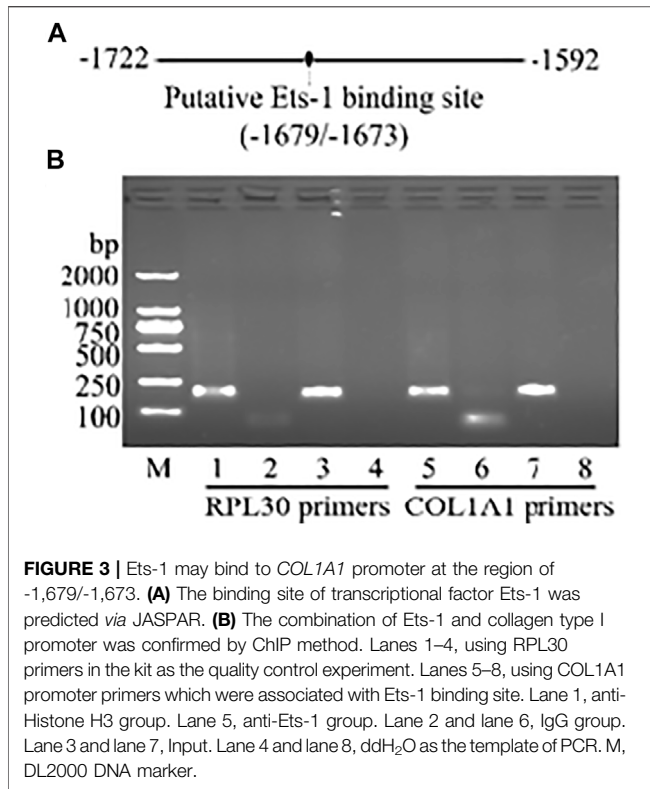 A
-1722
-1592
Putative Ets-1 binding site
(-1679/-1673)
B
bp
2000
1000
750
500
250
100
M 1 2 3 4 5 6 7 8
RPL30 primers COL1A1 primers
FIGURE 3 | Ets-1 may bind to COL1A1 promoter at the region of
-1,679/-1,673. (A) The binding site of transcriptional factor Ets-1 was
predicted via JASPAR. (B) The combination of Ets-1 and collagen type I
promoter was confirmed by ChIP method. Lanes 1–4, using RPL30
primers in the kit as the quality control experiment. Lanes 5–8, using COL1A1
promoter primers which were associated with Ets-1 binding site. Lane 1, anti-
Histone H3 group. Lane 5, anti-Ets-1 group. Lane 2 and lane 6, IgG group.
Lane 3 and lane 7, Input. Lane 4 and lane 8, ddH₂O as the template of PCR. M,
DL2000 DNA marker.